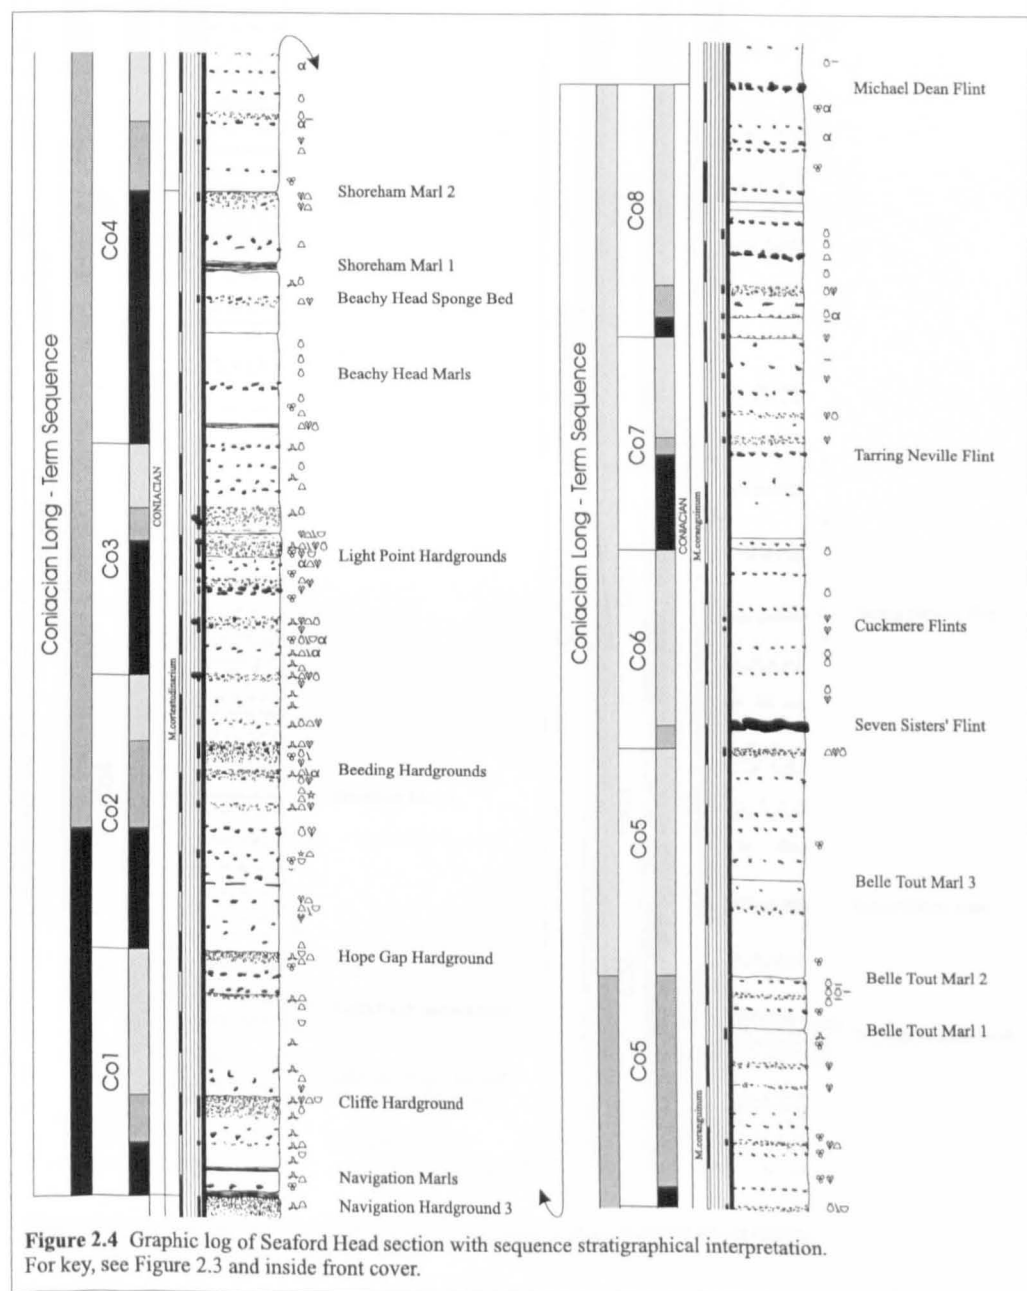 Coniacian Long - Term Sequence
Co4
Co3
Co2
Co1
CONIACIAN
M.cortestudinarium
Shoreham Marl 2
Shoreham Marl 1
Beachy Head Sponge Bed
Beachy Head Marls
Light Point Hardgrounds
Beeding Hardgrounds
Hope Gap Hardground
Cliffe Hardground
Navigation Marls
Navigation Hardground 3
Coniacian Long - Term Sequence
Co8
Co7
Co6
Co5
Co5
CONIACIAN
M.coranguinum
M.coranguinum
Michael Dean Flint
Tarring Neville Flint
Cuckmere Flints
Seven Sisters' Flint
Belle Tout Marl 3
Belle Tout Marl 2
Belle Tout Marl 1
Figure 2.4 Graphic log of Seaford Head section with sequence stratigraphical interpretation.
For key, see Figure 2.3 and inside front cover.